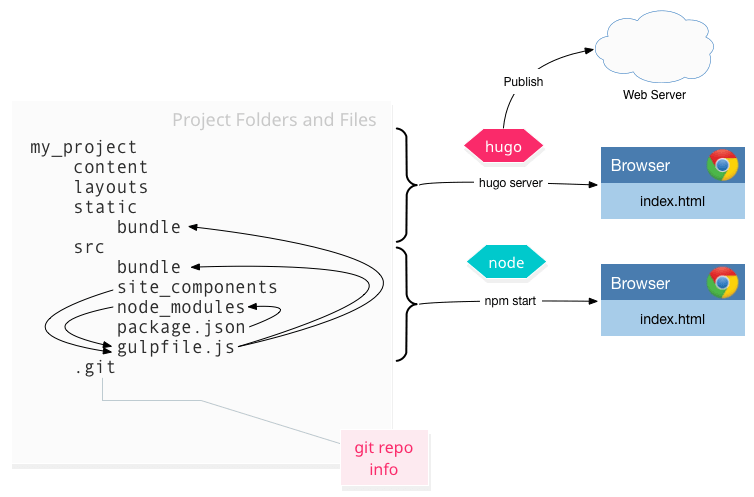 Publish
Web Server
Project Folders and Files
my_project
content
layouts
static
bundle
src
bundle
site_components
node_modules
package.json
gulpfile.js
.git
git repo
info
hugo
hugo server
Browser
index.html
node
npm start
Browser
index.html